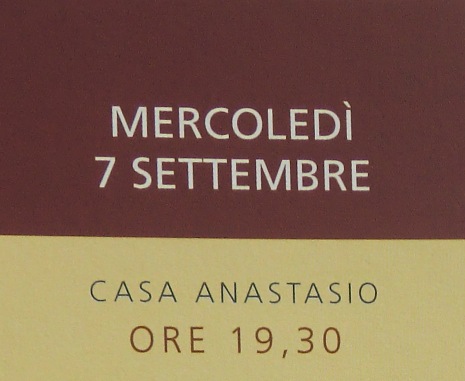 MERCOLEDÌ
7 SETTEMBRE
CASA ANASTASIO
ORE 19,30